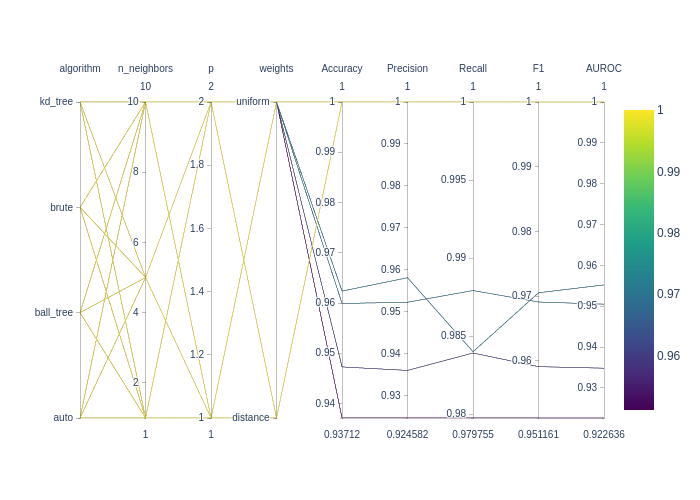 algorithm n_neighbors p weights Accuracy Precision Recall F1 AUROC
10 2 1 1 1 1 1
kd_tree 10 2 uniform 1 1 1 1 1 1
0.99 0.99 0.99
0.99 0.995 0.99
8 1.8 0.98 0.98 0.99
brute 0.98 0.97 0.98 0.97 0.98
6 1.6 0.97 0.96 0.99 0.96
1.4 0.97 0.97
ball_tree 4 0.96 0.95 0.985 0.95
1.2 0.95 0.94 0.96 0.94 0.96
2 0.94 0.93 0.93
auto 1 distance 0.98
1 1 0.93712 0.924582 0.979755 0.951161 0.922636